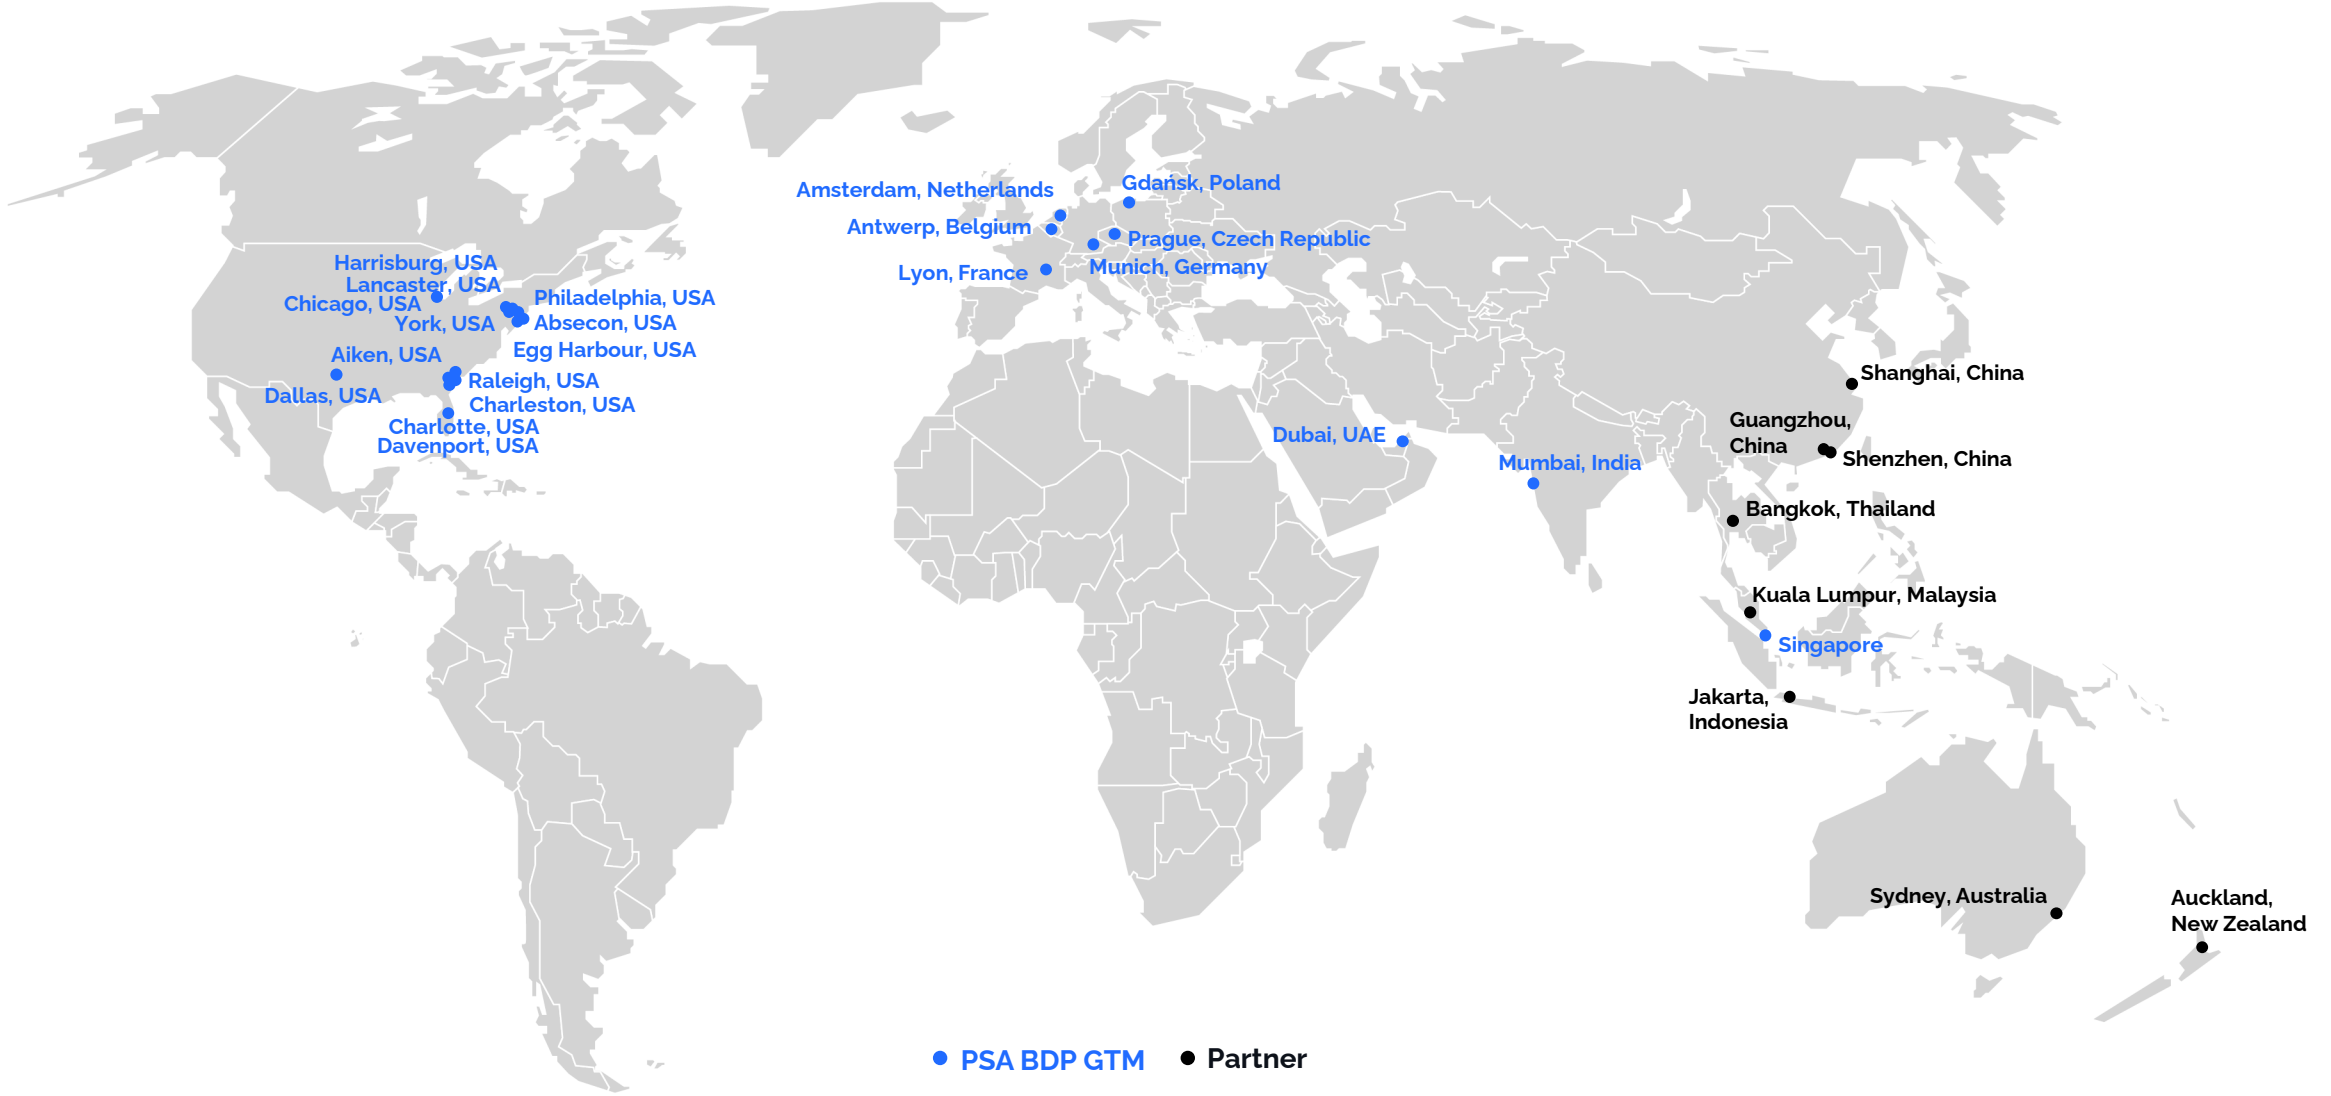 Harrisburg, USA
Lancaster, USA
Chicago, USA
York, USA
Philadelphia, USA
Absecon, USA
Egg Harbour, USA
Aiken, USA
Raleigh, USA
Dallas, USA
Charleston, USA
Charlotte, USA
Davenport, USA
Amsterdam, Netherlands
Gdańsk, Poland
Antwerp, Belgium
Prague, Czech Republic
Lyon, France
Munich, Germany
Dubai, UAE
Mumbai, India
Shanghai, China
Guangzhou,
China
Shenzhen, China
Bangkok, Thailand
Kuala Lumpur, Malaysia
Singapore
Jakarta,
Indonesia
Sydney, Australia
Auckland,
New Zealand
PSA BDP GTM
Partner